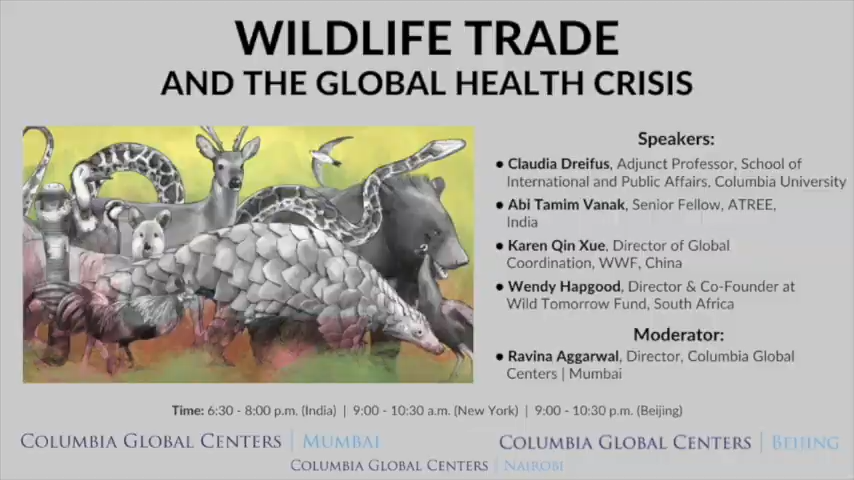 WILDLIFE TRADE
AND THE GLOBAL HEALTH CRISIS
Speakers:
● Claudia Dreifus, Adjunct Professor, School of
International and Public Affairs, Columbia University
● Abi Tamim Vanak, Senior Fellow, ATREE,
India
● Karen Qin Xue, Director of Global
Coordination, WWF, China
● Wendy Hapgood, Director & Co-Founder at
Wild Tomorrow Fund, South Africa
Moderator:
● Ravina Aggarwal, Director, Columbia Global
Centers | Mumbai
Time: 6:30 - 8:00 p.m. (India) | 9:00 - 10:30 a.m. (New York) | 9:00 - 10:30 p.m. (Beijing)
COLUMBIA GLOBAL CENTERS | MUMBAI
COLUMBIA GLOBAL CENTERS | BEIJING
COLUMBIA GLOBAL CENTERS | NAIROBI